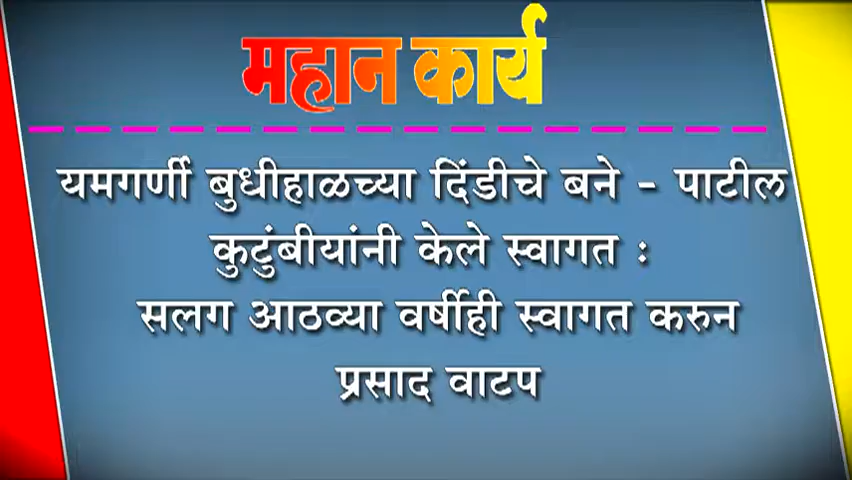 महान कार्य
यमगर्णी बुधीहाळच्या दिंडीचे बने - पाटील
कुटुंबीयांनी केले स्वागत :
सलग आठव्या वर्षीही स्वागत करुन
प्रसाद वाटप